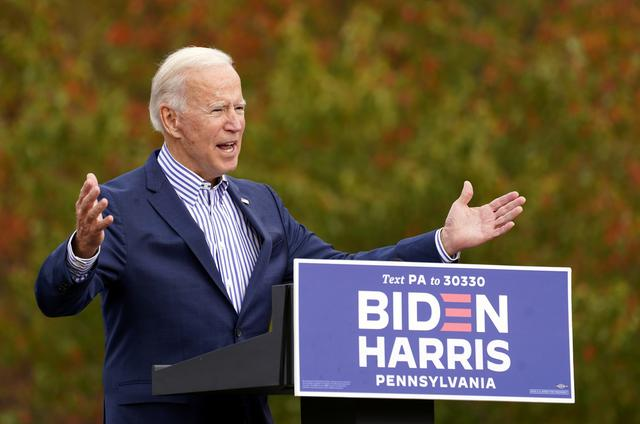 Text PA to 30330
BIDEN
HARRIS
PENNSYLVANIA